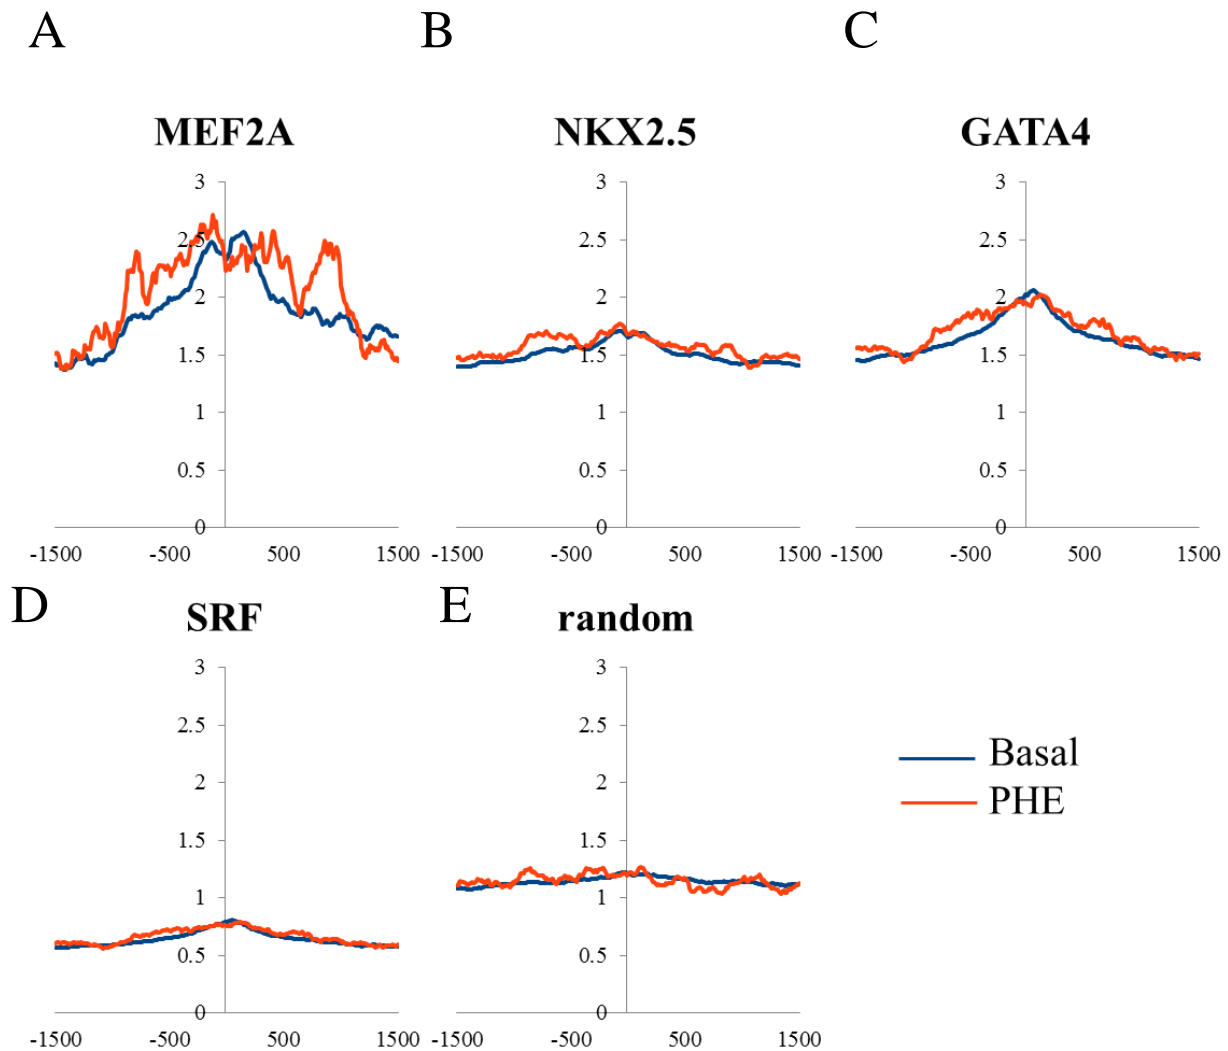 A B C
MEF2A NKX2.5 GATA4
3 3 3
2.5 2.5 2.5
2 2 2
1.5 1.5 1.5
1 1 1
0.5 0.5 0.5
0 0 0
-1500 -500 500 1500 -1500 -500 500 1500 -1500 -500 500 1500
D SRF E random
3 3
2.5 2.5
2 2
Basal
PHE
1.5 1.5
1 1
0.5 0.5
0 0
-1500 -500 500 1500 -1500 -500 500 1500